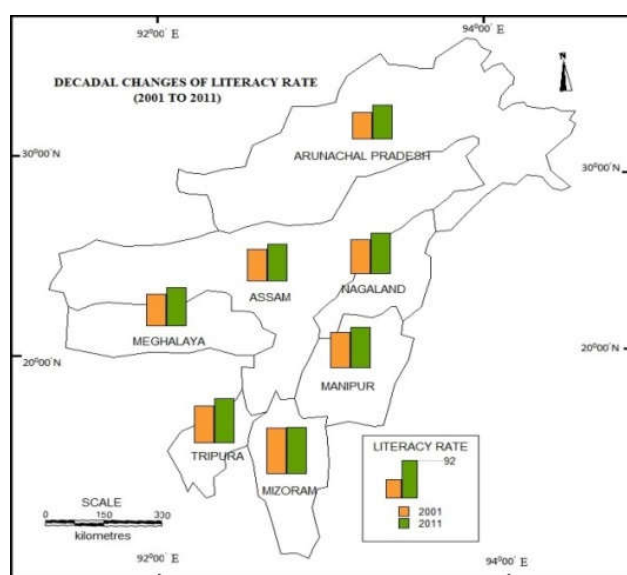 92°00' E
94°00' E
DECADAL CHANGES OF LITERACY RATE
(2001 TO 2011)
N
ARUNACHAL PRADESH
30°00'N
30°00'N
ASSAM
NAGALAND
MEGHALAYA
20°00'N
20°00'N
MANIPUR
TRIPURA
MIZORAM
LITERACY RATE
92
2001
2011
SCALE
0 150 330
kilometres
92°00' E
94°00' E